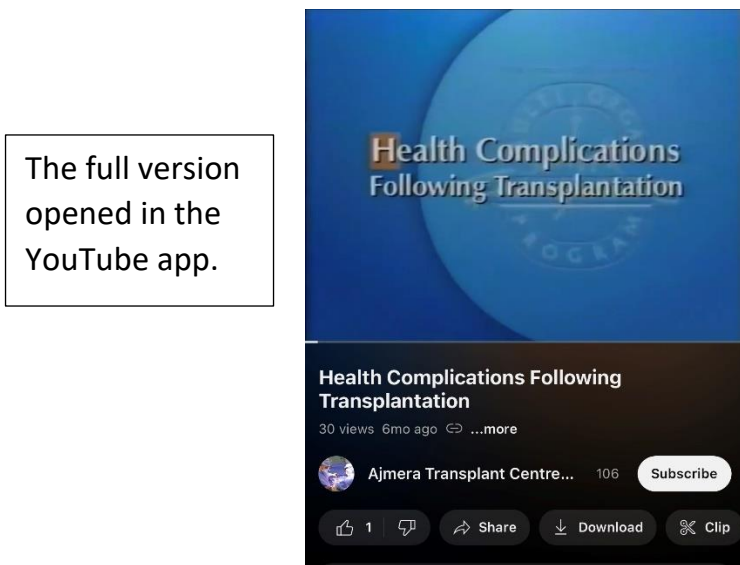 The full version
opened in the
YouTube app.
Health Complications
Following Transplantation
PROGRAM
Health Complications Following
Transplantation
30 views 6mo ago ...more
Ajmera Transplant Centre... 106 Subscribe
1 Share Download Clip